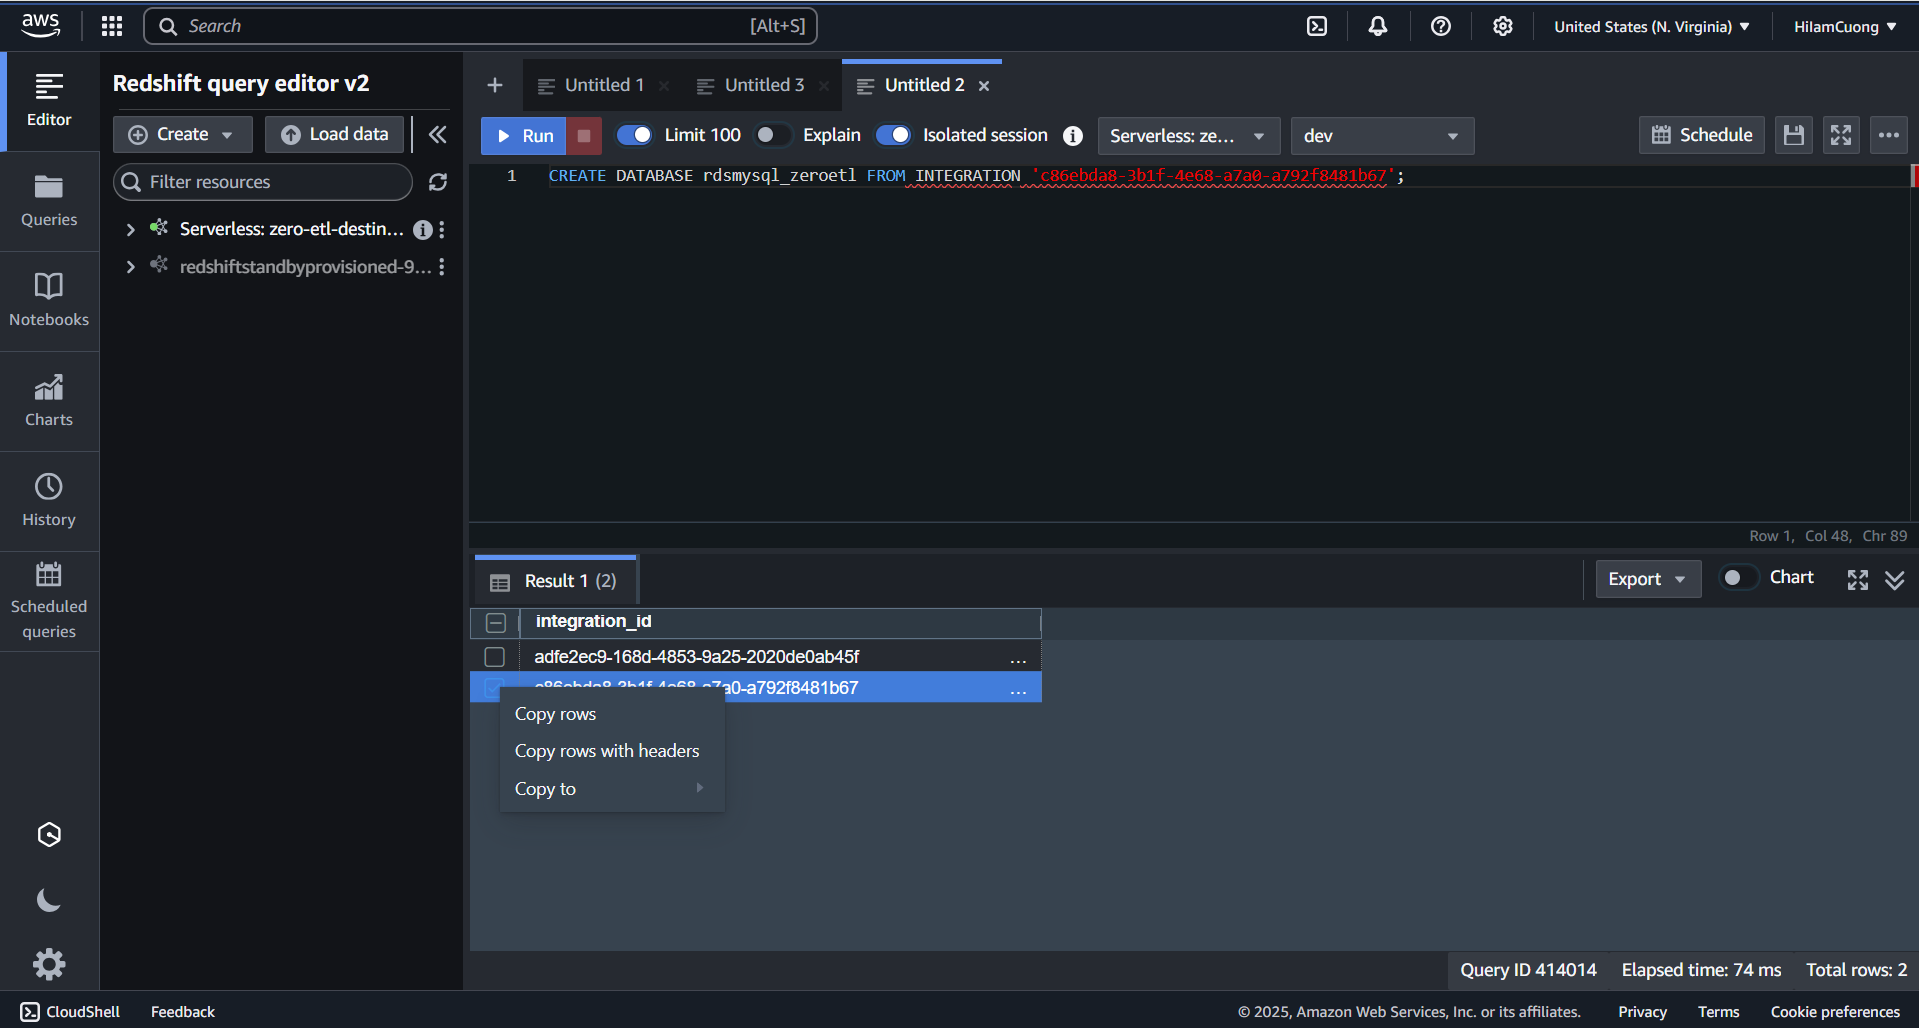 aws
Search [Alt+S]
United States (N. Virginia)
HilamCuong
Editor
Queries
Notebooks
Charts
History
Scheduled
queries
Redshift query editor v2
Create
Load data
Filter resources
Serverless: zero-etl-destin...
redshiftstandbyprovisioned-9...
Untitled 1
Untitled 3
Untitled 2
Run
Limit 100
Explain
Isolated session
Serverless: ze...
dev
Schedule
1 CREATE DATABASE rdsmysql_zeroetl FROM INTEGRATION 'c86ebda8-3b1f-4e68-a7a0-a792f8481b67';
Row 1, Col 48, Chr 89
Result 1 (2)
Export
Chart
integration_id
adfe2ec9-168d-4853-9a25-2020de0ab45f ...
c86ebda8-3b1f-4e68-a7a0-a792f8481b67 ...
Copy rows
Copy rows with headers
Copy to
Query ID 414014 Elapsed time: 74 ms Total rows: 2
CloudShell
Feedback
© 2025, Amazon Web Services, Inc. or its affiliates.
Privacy
Terms
Cookie preferences